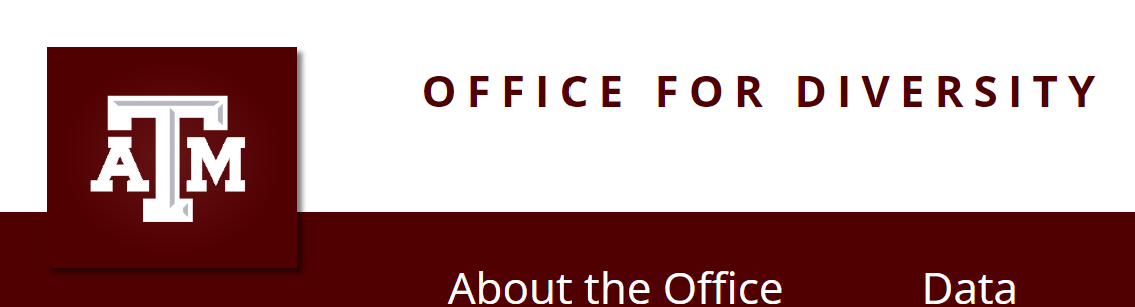 ATM
OFFICE FOR DIVERSITY
About the Office
Data